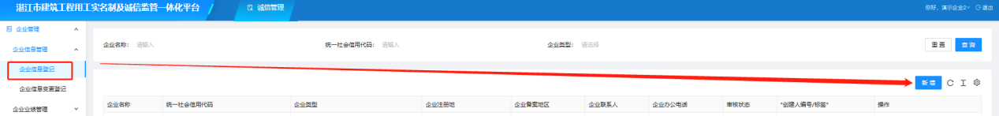 湛江市建筑工程用工实名制及诚信监管一体化平台 诚信管理 你好, 演示企业2 退出
企业管理
企业名称: 请输入 统一社会信用代码: 请输入 企业类型: 请选择 重置 查询
企业信息管理
企业信息登记
新增
企业信息变更登记
企业名称 统一社会信用代码 企业类型 企业注册地 企业备案地区 企业联系人 企业办公电话 审核状态 *创建人编号/标签* 操作
企业业绩管理